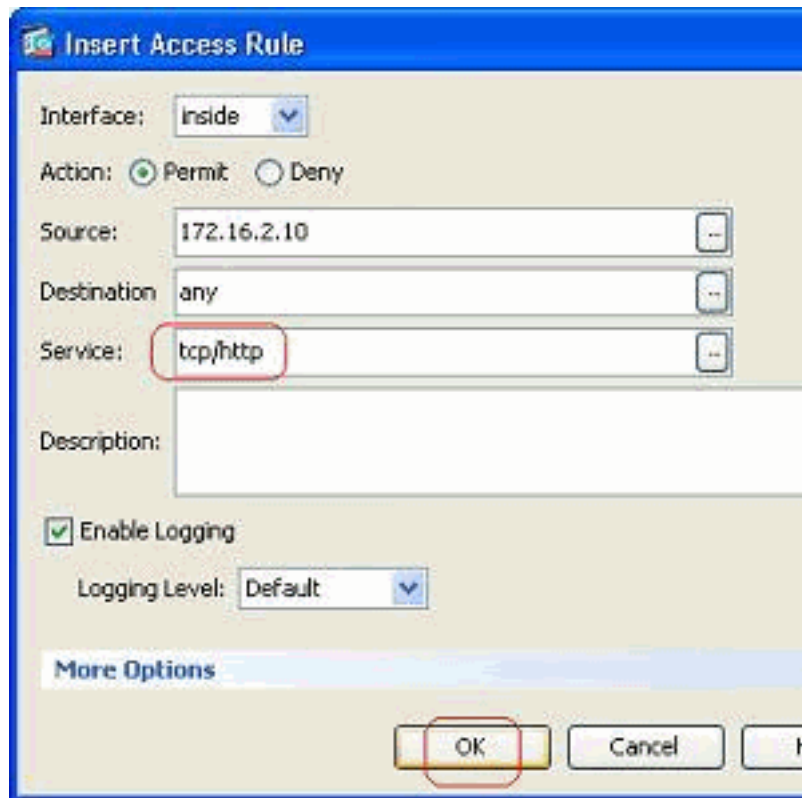 Insert Access Rule
Interface: inside
Action: Permit Deny
Source: 172.16.2.10 ...
Destination any ...
Service: tcp/http ...
Description:
Enable Logging
Logging Level: Default
More Options
OK Cancel